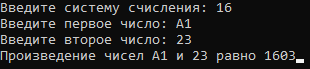 Введите систему счисления: 16
Введите первое число: A1
Введите второе число: 23
Произведение чисел A1 и 23 равно 1603